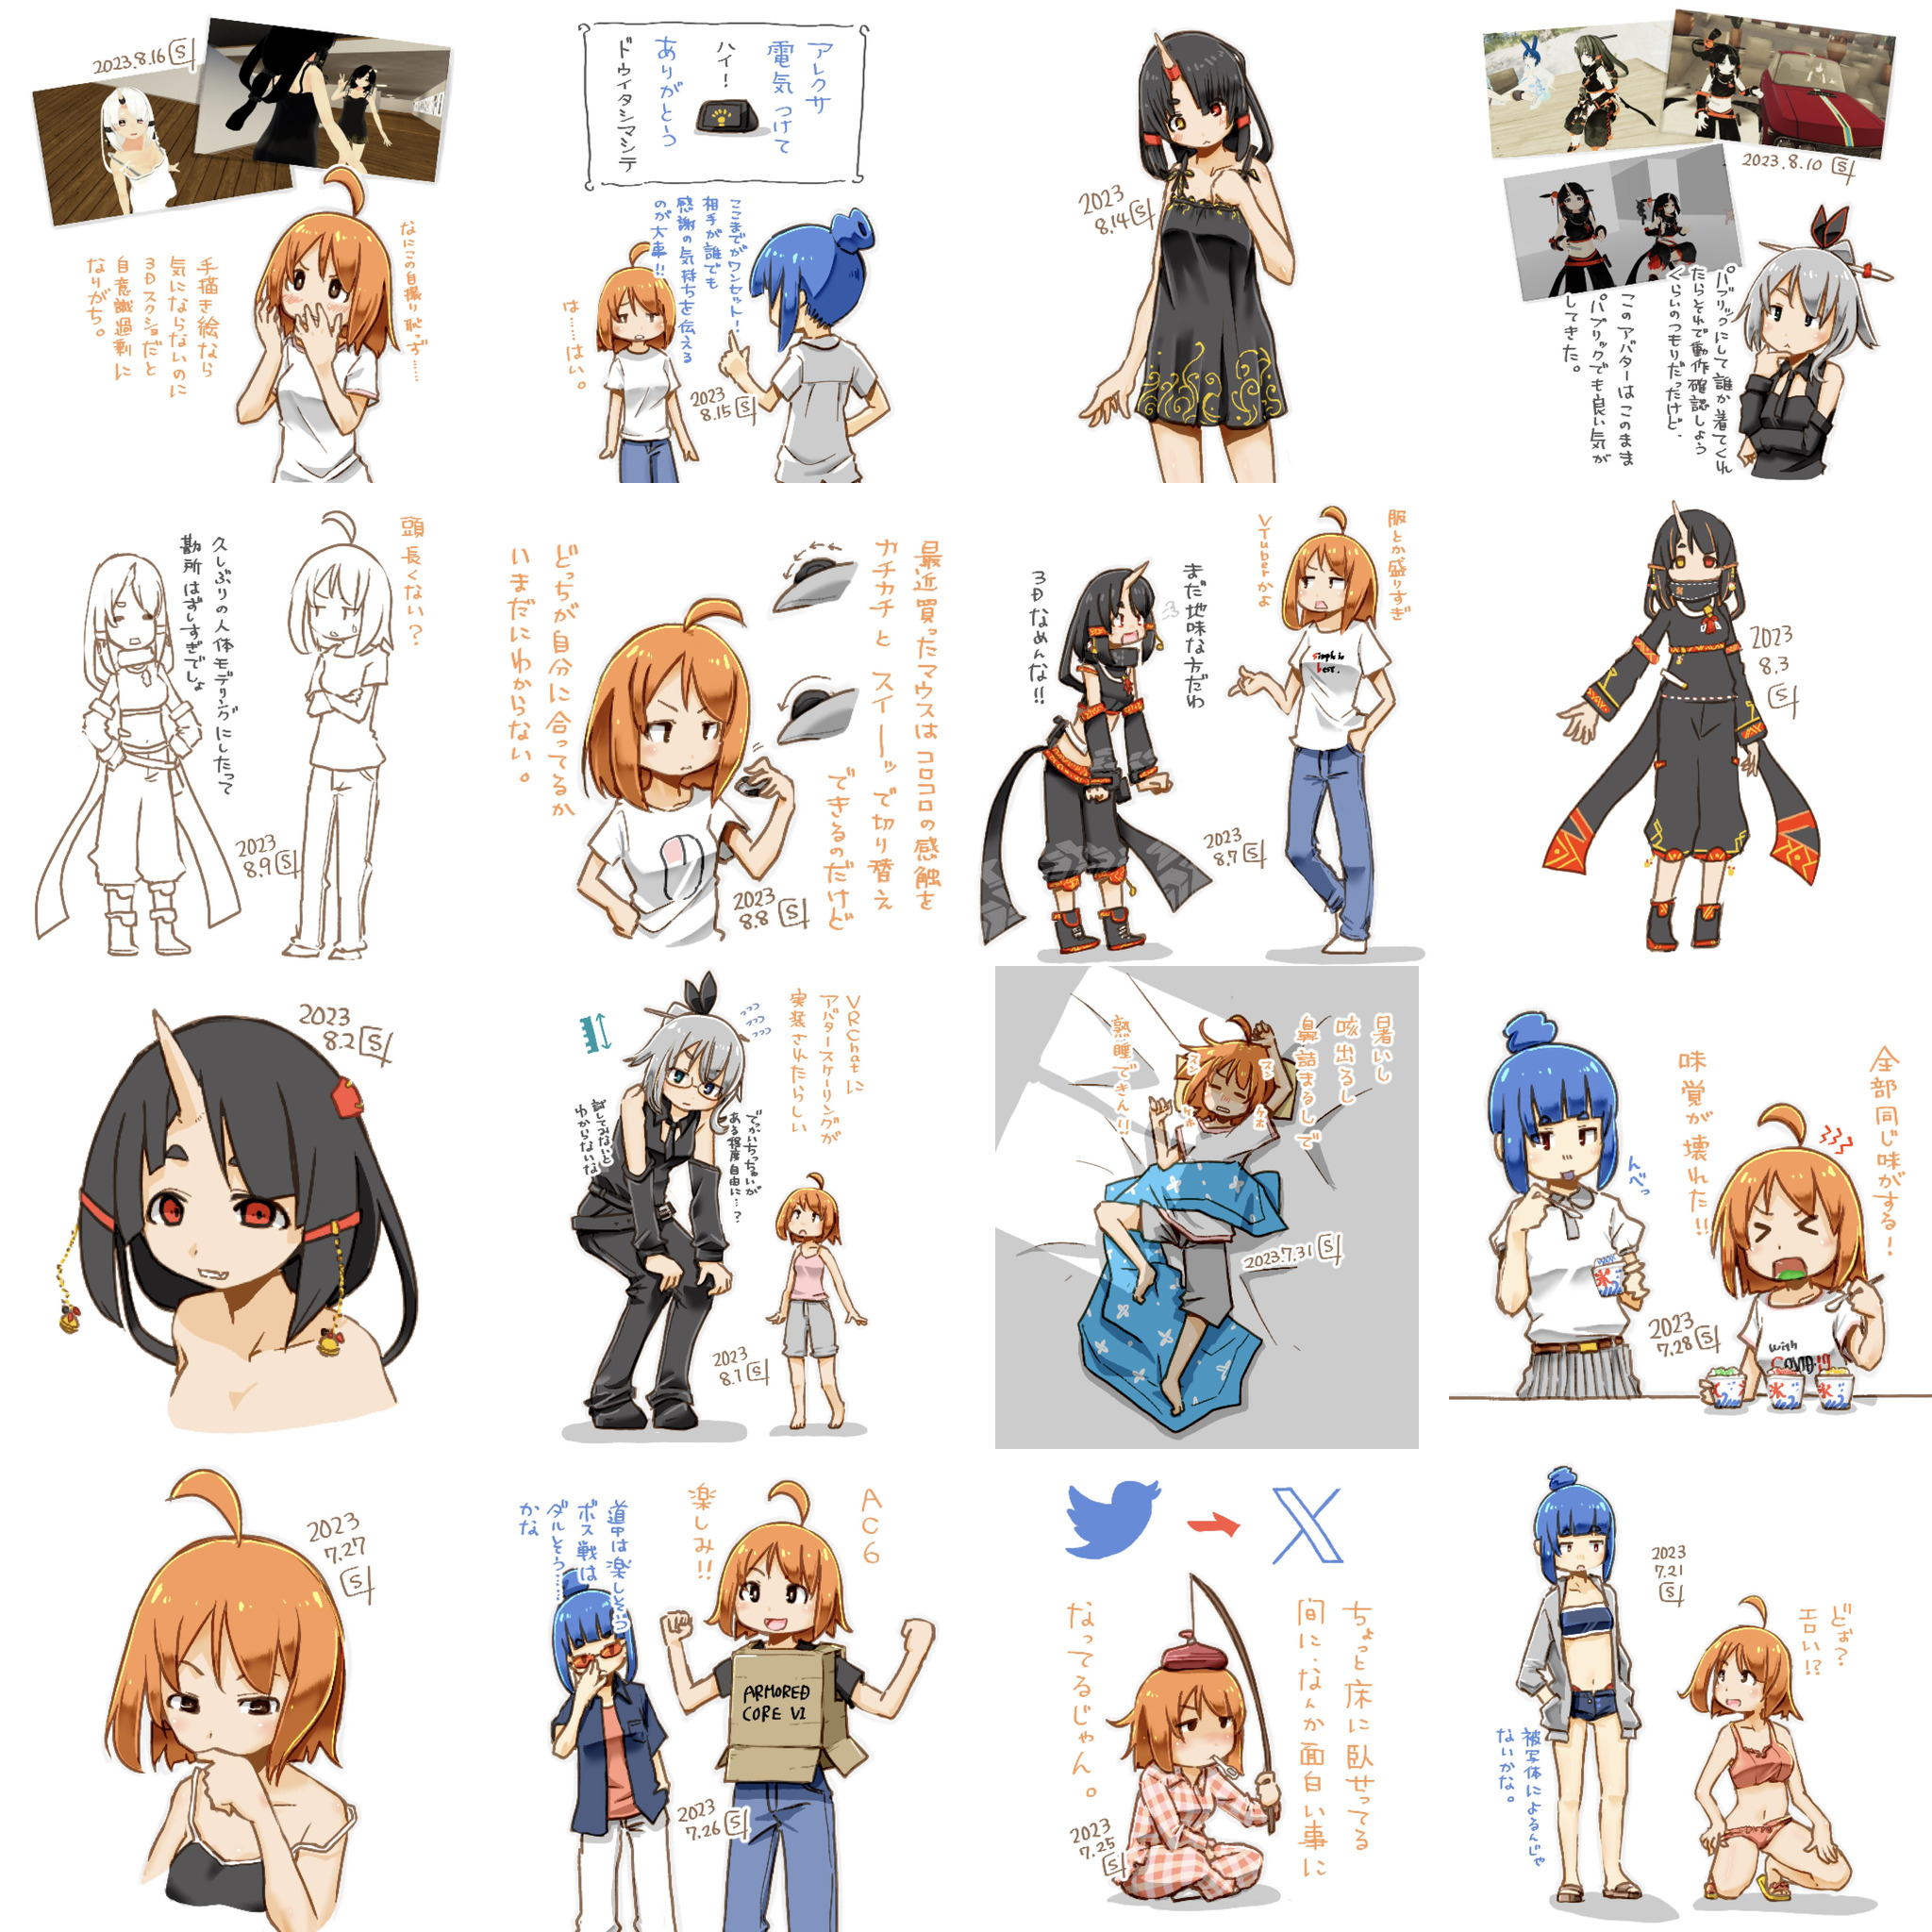 2023.8.16 S
なにこの自撮り恥っず……
手描き絵なら
気にならないのに
3Dスクショだと
自意識過剰に
なりがち。
アレクサ
電気つけて
ハイ!
ありがとう
ドウイタシマシテ
ここまでがワンセット!
相手が誰でも
感謝の気持ちを伝える
のが大事!!
は……はい。
2023
8.15 S
2023
8.14 S
2023.8.10 S
パブリックにして誰か着てくれ
たらそれで動作確認しよう
くらいのつもりだったけど、
このアバターはこのまま
パブリックでも良い気が
してきた。
頭長くない?
久しぶりの人体モデリングにしたって
勘所はずしすぎでしょ
2023
8.9 S
最近買ったマウスはコロコロの感触を
カチカチとスイーーッで切り替え
できるのだけど
どっちが自分に合ってるか
いまだにわからない。
2023
8.8 S
服とか盛りすぎ
VTuberかよ
まだ地味な方だわ
3Dなめんな!!
simple is
best.
2023
8.7 S
2023
8.3
S
2023
8.2 S
VRChatに
アバタースケーリングが
実装されたらしい
でっかいちっちゃいが
ある程度自由に…?
試してみないと
わからないな
2023
8.1 S
暑いし
咳出るし
鼻詰まるしで
熟睡できん!!
スン
スン
ケホ
ケホ
2023.7.31 S
全部同じ味がする!
味覚が壊れた!!
んべっ
氷
with
COVID-19
氷
氷
氷
2023
7.28 S
2023
7.27
S
AC6
楽しみ!!
道中は楽しそう
ボス戦は
ダルそう……
かな
ARMORED
CORE VI
2023
7.26 S
X
ちょっと床に臥せってる
間に、なんか面白い事に
なってるじゃん。
2023
7.25
S
2023
7.21
S
どぉ?
エロい!?
被写体によるんじゃ
ないかな。